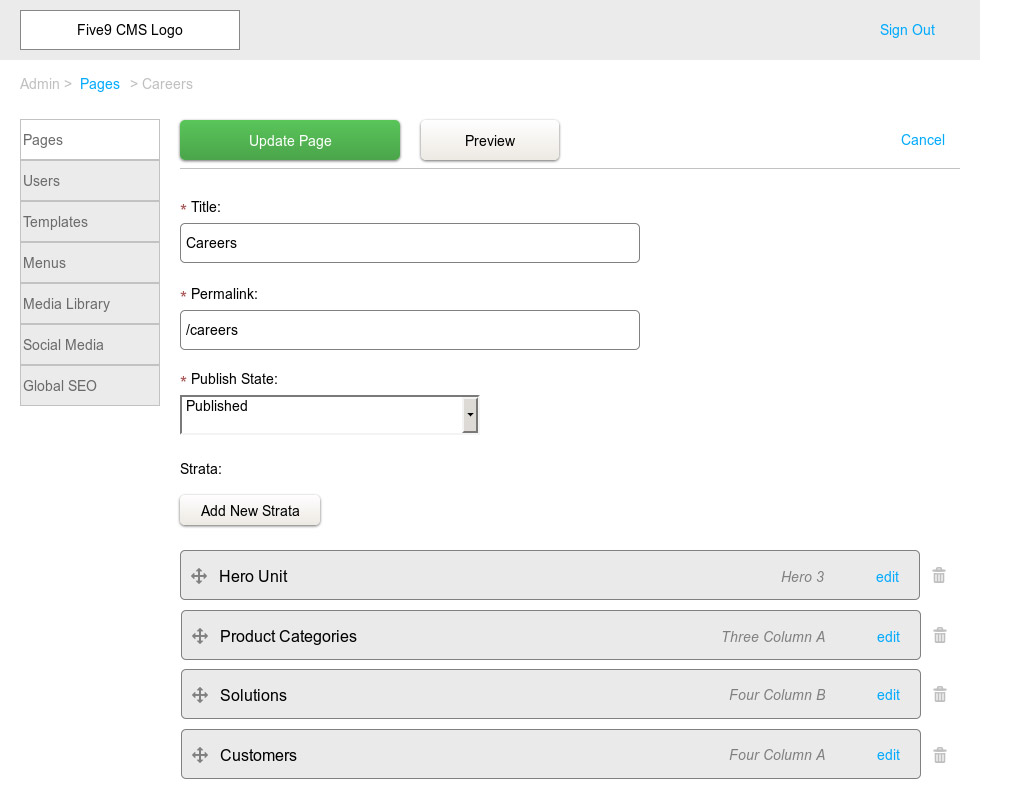 Five9 CMS Logo
Sign Out
Admin > Pages > Careers
Pages
Users
Templates
Menus
Media Library
Social Media
Global SEO
Update Page
Preview
Cancel
* Title:
Careers
* Permalink:
/careers
* Publish State:
Published
Strata:
Add New Strata
Hero Unit Hero 3 edit
Product Categories Three Column A edit
Solutions Four Column B edit
Customers Four Column A edit